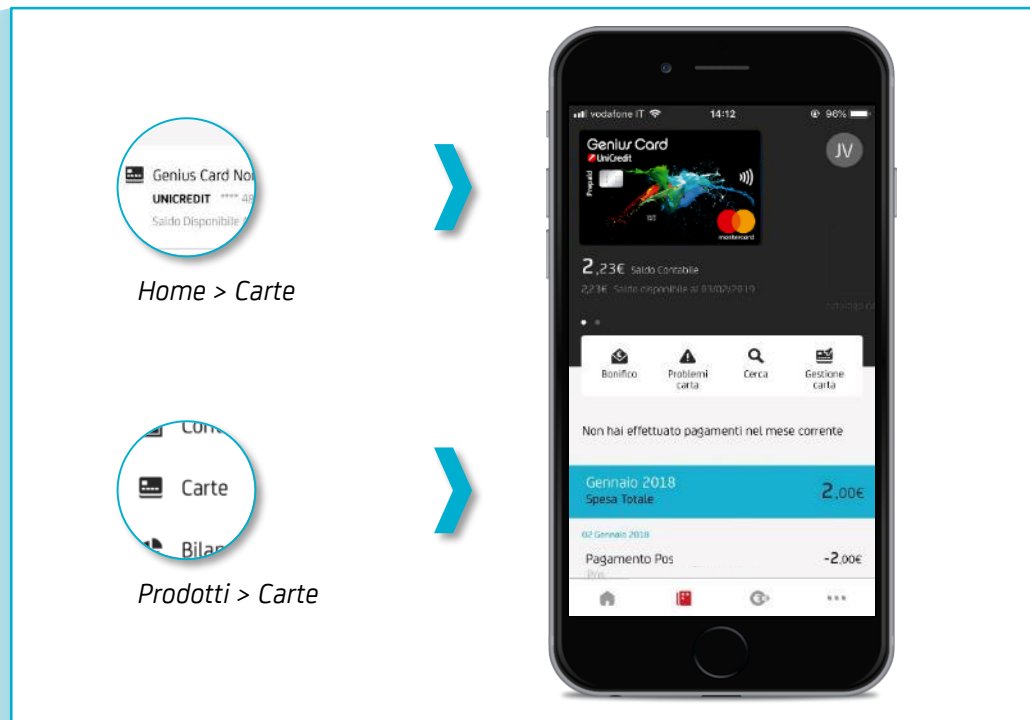 Genius Card
UNICREDIT **** 48
Saldo Disponibile
Home > Carte
Carte
Prodotti > Carte
vodafone IT 14:12 96%
JV
Genius Card
UniCredit
Prepaid
mastercard
2,23€ Saldo Contabile
2,23€ Saldo disponibile al 03/02/2019
Bonifico
Problemi
carta
Cerca
Gestione
carta
Non hai effettuato pagamenti nel mese corrente
Gennaio 2018
Spesa Totale
2,00€
02 Gennaio 2018
Pagamento Pos -2,00€